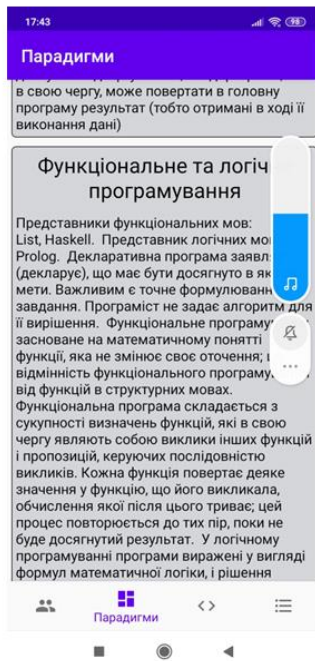 17:43
98
Парадигми
в свою чергу, може повертати в головну
програму результат (тобто отримані в ході її
виконання дані)
Функціональне та логіч
програмування
Представники функціональних мов:
List, Haskell. Представник логічних мо
Prolog. Декларативна програма заявл
(декларує), що має бути досягнуто в як
мети. Важливим є точне формулюванн
завдання. Програміст не задає алгоритм для
її вирішення. Функціональне програму
засноване на математичному понятті
функції, яка не змінює своє оточення;
відмінність функціонального програму
від функцій в структурних мовах.
Функціональна програма складається з
сукупності визначень функцій, які в свою
чергу являють собою виклики інших функцій
і пропозицій, керуючих послідовністю
викликів. Кожна функція повертає деяке
значення у функцію, що його викликала,
обчислення якої після цього триває; цей
процес повторюється до тих пір, поки не
буде досягнутий результат. У логічному
програмуванні програми виражені у вигляді
формул математичної логіки, і рішення
Парадигми